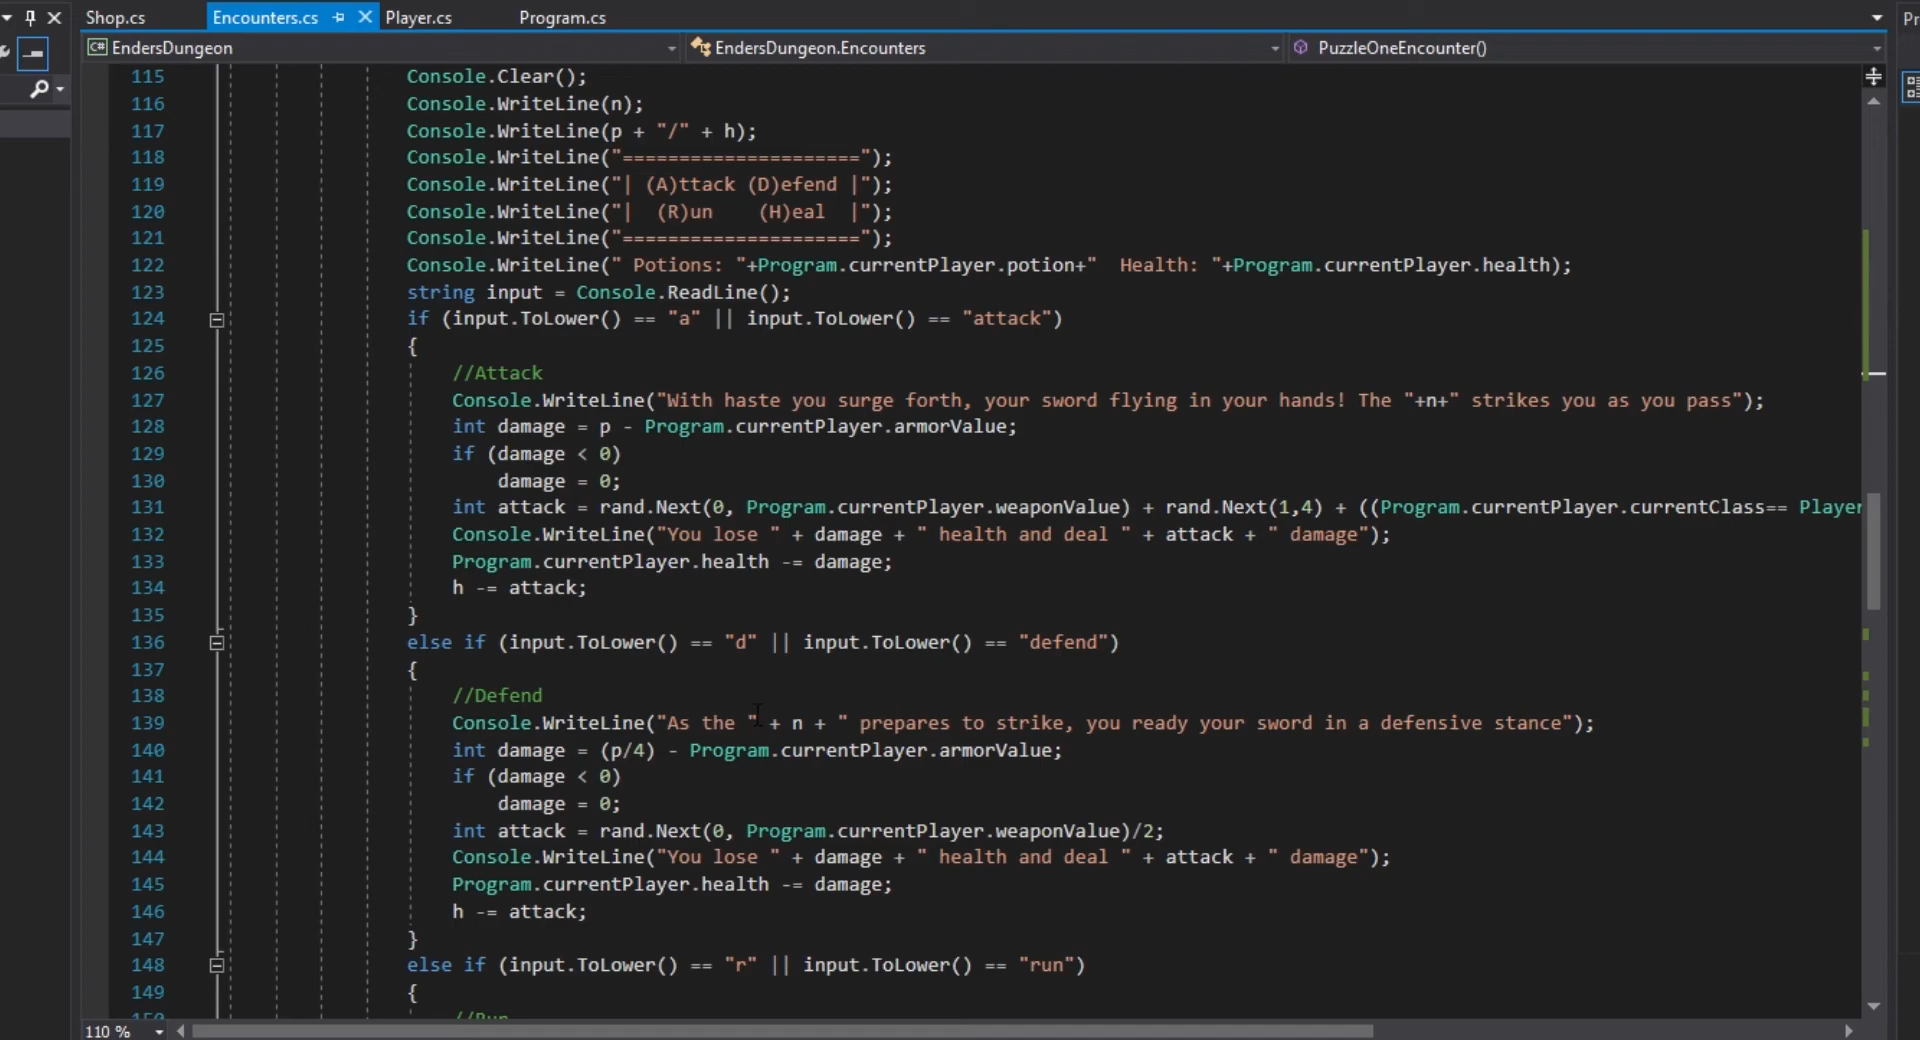 Shop.cs Encounters.cs Player.cs Program.cs
C# EndersDungeon EndersDungeon.Encounters PuzzleOneEncounter()
115 Console.Clear();
116 Console.WriteLine(n);
117 Console.WriteLine(p + "/" + h);
118 Console.WriteLine("=====================");
119 Console.WriteLine("| (A)ttack (D)efend |");
120 Console.WriteLine("|  (R)un    (H)eal  |");
121 Console.WriteLine("=====================");
122 Console.WriteLine(" Potions: "+Program.currentPlayer.potion+"  Health: "+Program.currentPlayer.health);
123 string input = Console.ReadLine();
124 if (input.ToLower() == "a" || input.ToLower() == "attack")
125 {
126 //Attack
127 Console.WriteLine("With haste you surge forth, your sword flying in your hands! The "+n+" strikes you as you pass");
128 int damage = p - Program.currentPlayer.armorValue;
129 if (damage < 0)
130 damage = 0;
131 int attack = rand.Next(0, Program.currentPlayer.weaponValue) + rand.Next(1,4) + ((Program.currentPlayer.currentClass== Player
132 Console.WriteLine("You lose " + damage + " health and deal " + attack + " damage");
133 Program.currentPlayer.health -= damage;
134 h -= attack;
135 }
136 else if (input.ToLower() == "d" || input.ToLower() == "defend")
137 {
138 //Defend
139 Console.WriteLine("As the " + n + " prepares to strike, you ready your sword in a defensive stance");
140 int damage = (p/4) - Program.currentPlayer.armorValue;
141 if (damage < 0)
142 damage = 0;
143 int attack = rand.Next(0, Program.currentPlayer.weaponValue)/2;
144 Console.WriteLine("You lose " + damage + " health and deal " + attack + " damage");
145 Program.currentPlayer.health -= damage;
146 h -= attack;
147 }
148 else if (input.ToLower() == "r" || input.ToLower() == "run")
149 {
150 //Run
110 %
Pr